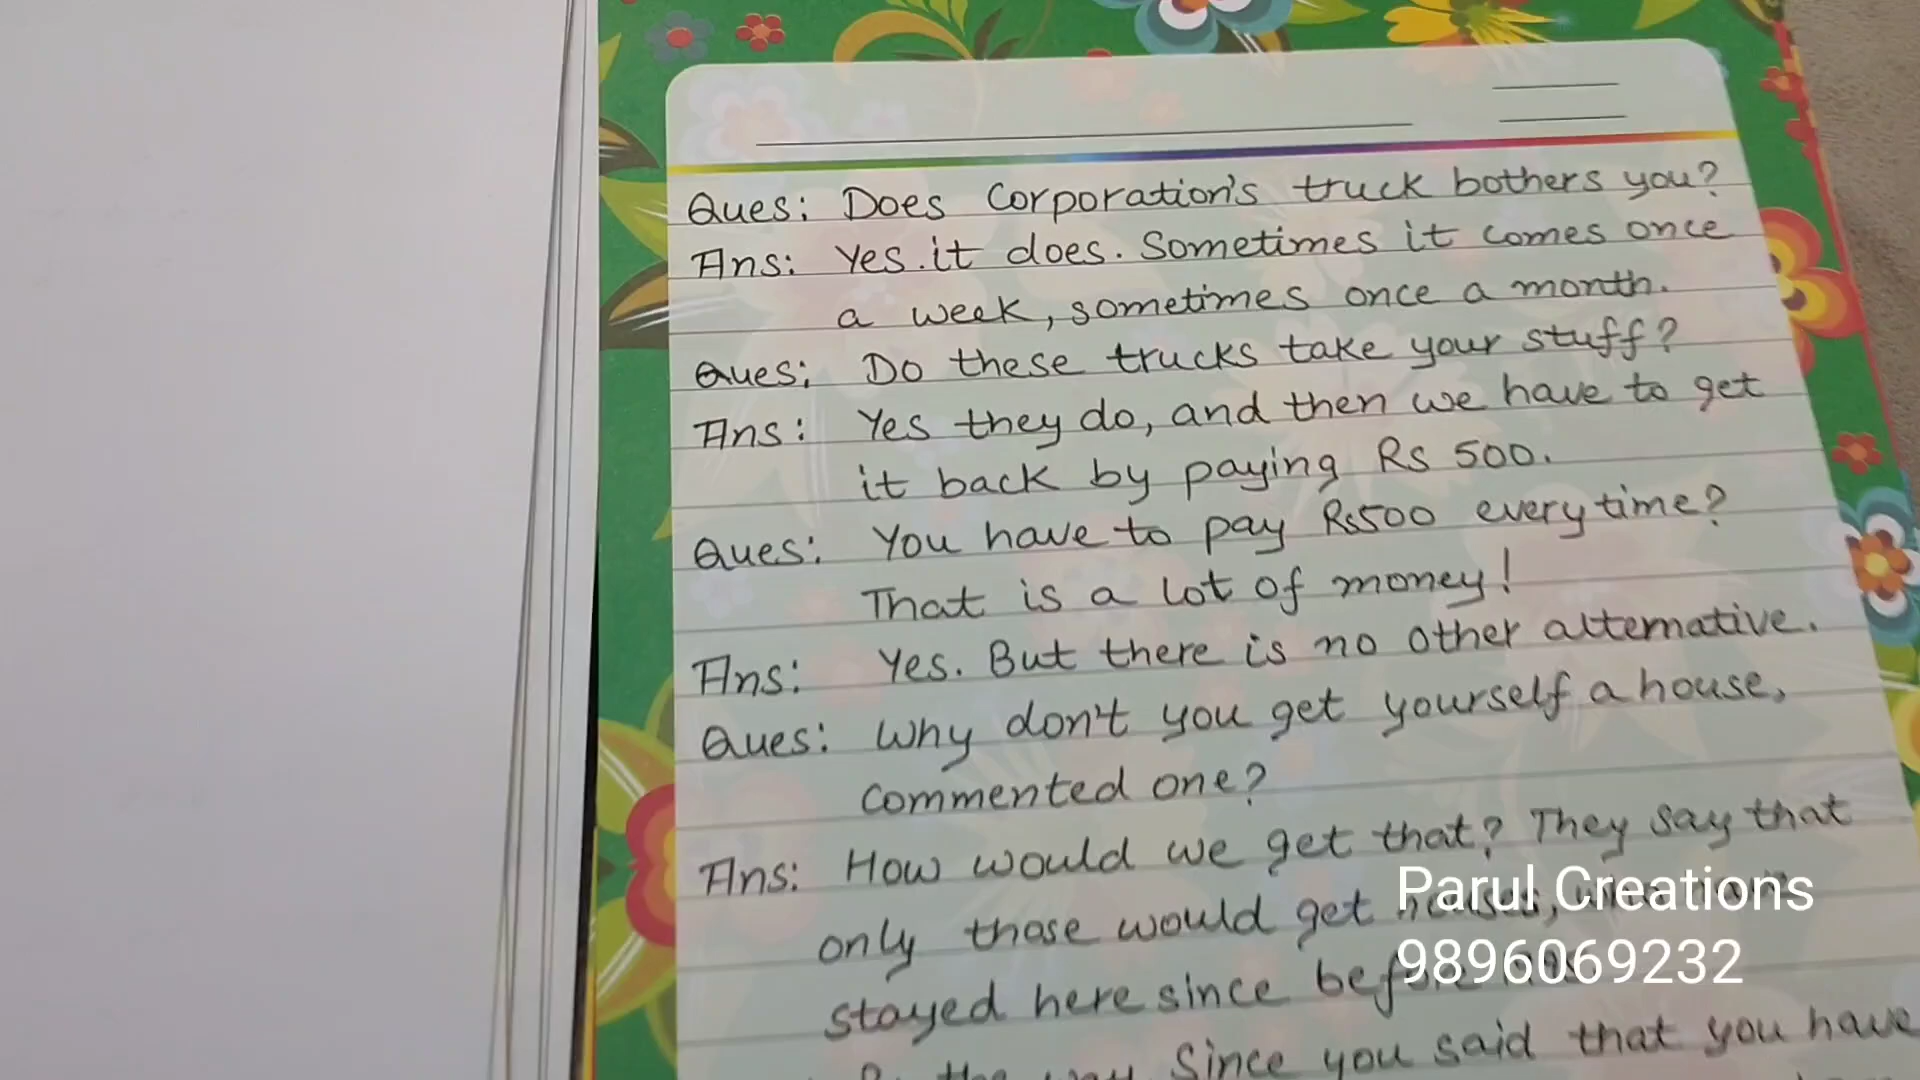 Ques: Does Corporation's truck bothers you?
Ans: Yes.it does. Sometimes it comes once
a week, sometimes once a month.
Ques: Do these trucks take your stuff?
Ans: Yes they do, and then we have to get
it back by paying Rs 500.
Ques: You have to pay Rs500 everytime?
That is a lot of money!
Ans: Yes. But there is no other alternative.
Ques: Why don't you get yourself a house,
commented one?
Ans: How would we get that? They say that
only those would get
stayed here since before
Since you said that you have
Parul Creations
9896069232